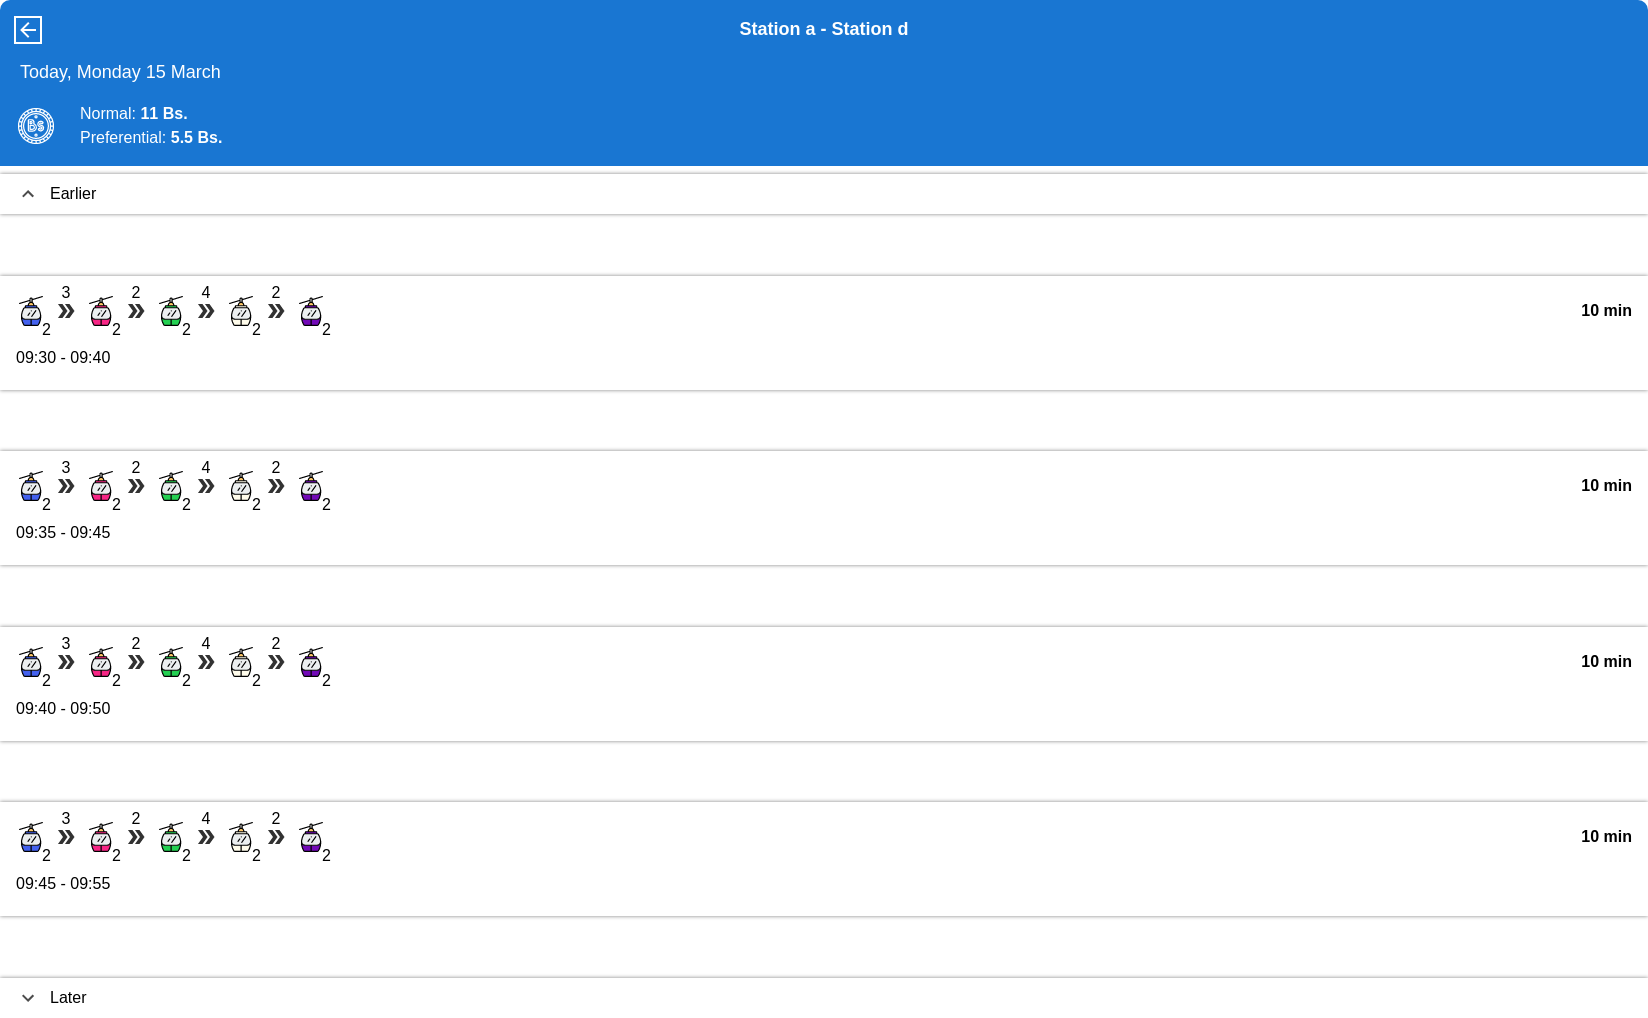 Station a - Station d
Today, Monday 15 March
Bs
Normal: 11 Bs.
Preferential: 5.5 Bs.
Earlier
3 2 4 2
» » » »
10 min
2 2 2 2 2
09:30 - 09:40
3 2 4 2
» » » »
10 min
2 2 2 2 2
09:35 - 09:45
3 2 4 2
» » » »
10 min
2 2 2 2 2
09:40 - 09:50
3 2 4 2
» » » »
10 min
2 2 2 2 2
09:45 - 09:55
Later